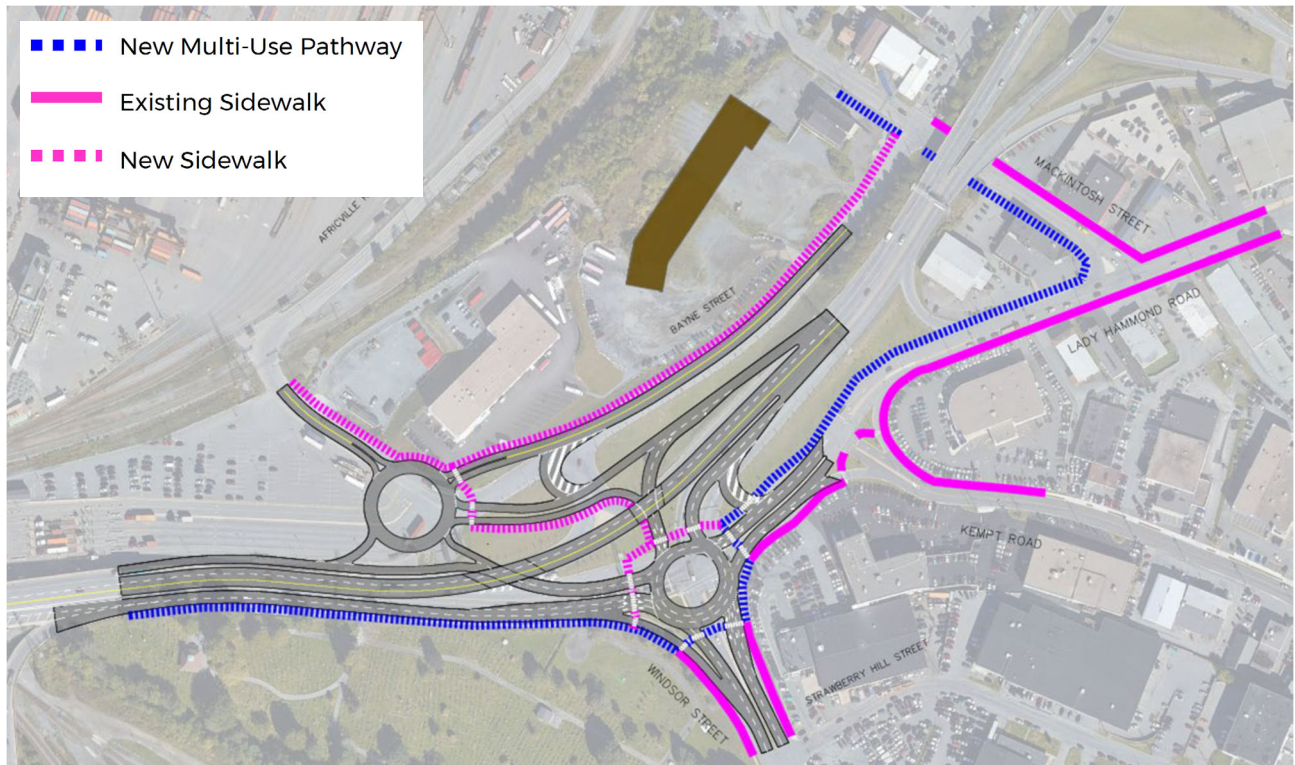 New Multi-Use Pathway
Existing Sidewalk
New Sidewalk
AFRICVILLE
MACKINTOSH STREET
BAYNE STREET
LADY HAMMOND ROAD
KEMPT ROAD
STRAWBERRY HILL STREET
WINDSOR STREET